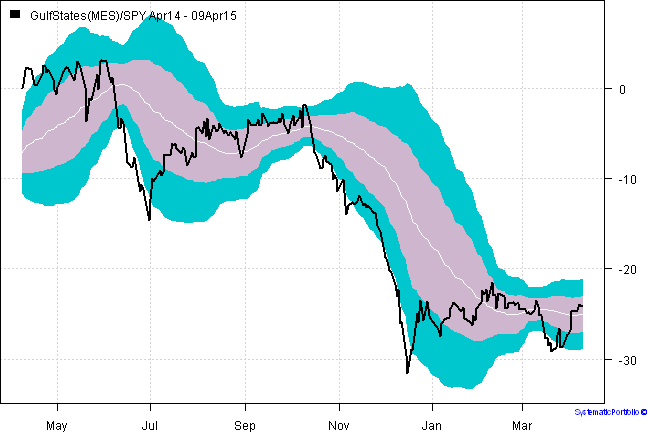 GulfStates(MES)/SPY Apr14 - 09Apr15
0
-10
-20
-30
May Jul Sep Nov Jan Mar
SystematicPortfolio ©